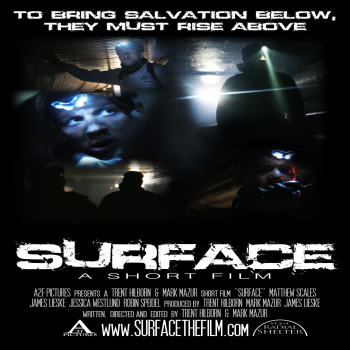 TO BRING SALVATION BELOW,
THEY MUST RISE ABOVE
SURFACE
A SHORT FILM
A2F PICTURES PRESENTS A TRENT HILBORN & MARK MAZUR SHORT FILM "SURFACE" MATTHEW SCALES
JAMES LIESKE JESSICA WESTLUND ROBIN SPEIDEL PRODUCED BY TRENT HILBORN MARK MAZUR JAMES LIESKE
WRITTEN, DIRECTED AND EDITED BY TRENT HILBORN & MARK MAZUR
WWW.SURFACETHEFILM.COM
RADIAL
SHELTER